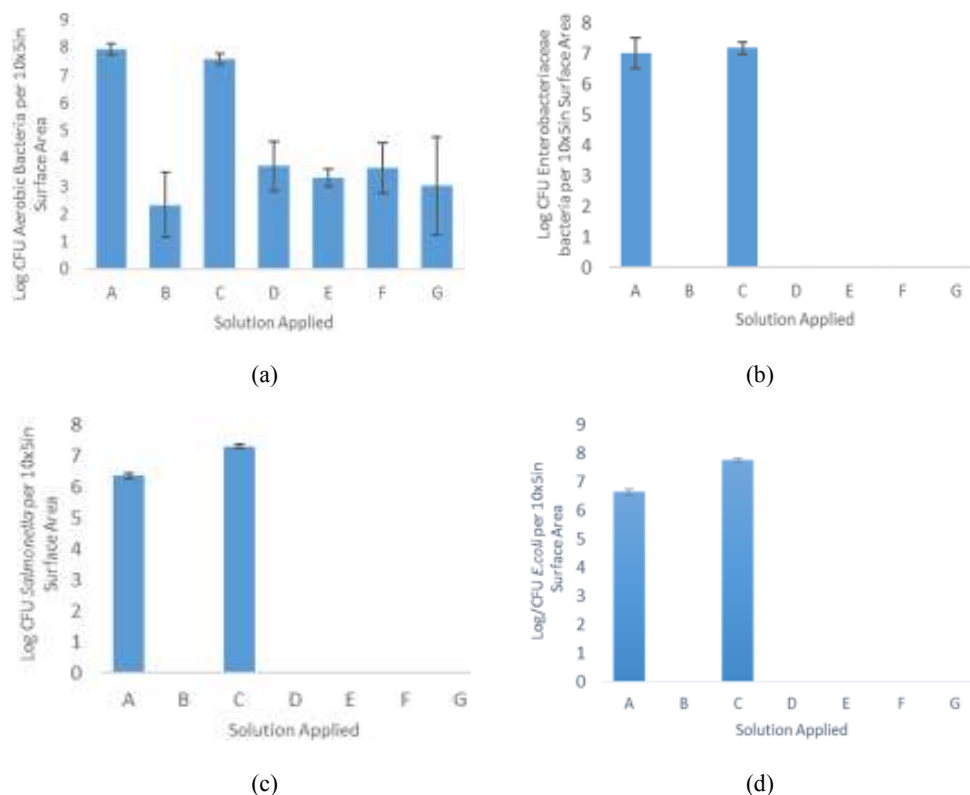 Log CFU Aerobic Bacteria per 10x5in
Surface Area
9
8
7
6
5
4
3
2
1
0
A B C D E F G
Solution Applied
(a)
Log CFU Enterobacteriaceae
bacteria per 10x5in Surface Area
8
7
6
5
4
3
2
1
0
A B C D E F G
Solution Applied
(b)
Log CFU Salmonella per 10x5in
Surface Area
8
7
6
5
4
3
2
1
0
A B C D E F G
Solution Applied
(c)
Log/CFU E.coli per 10x5in
Surface Area
9
8
7
6
5
4
3
2
1
0
A B C D E F G
Solution Applied
(d)